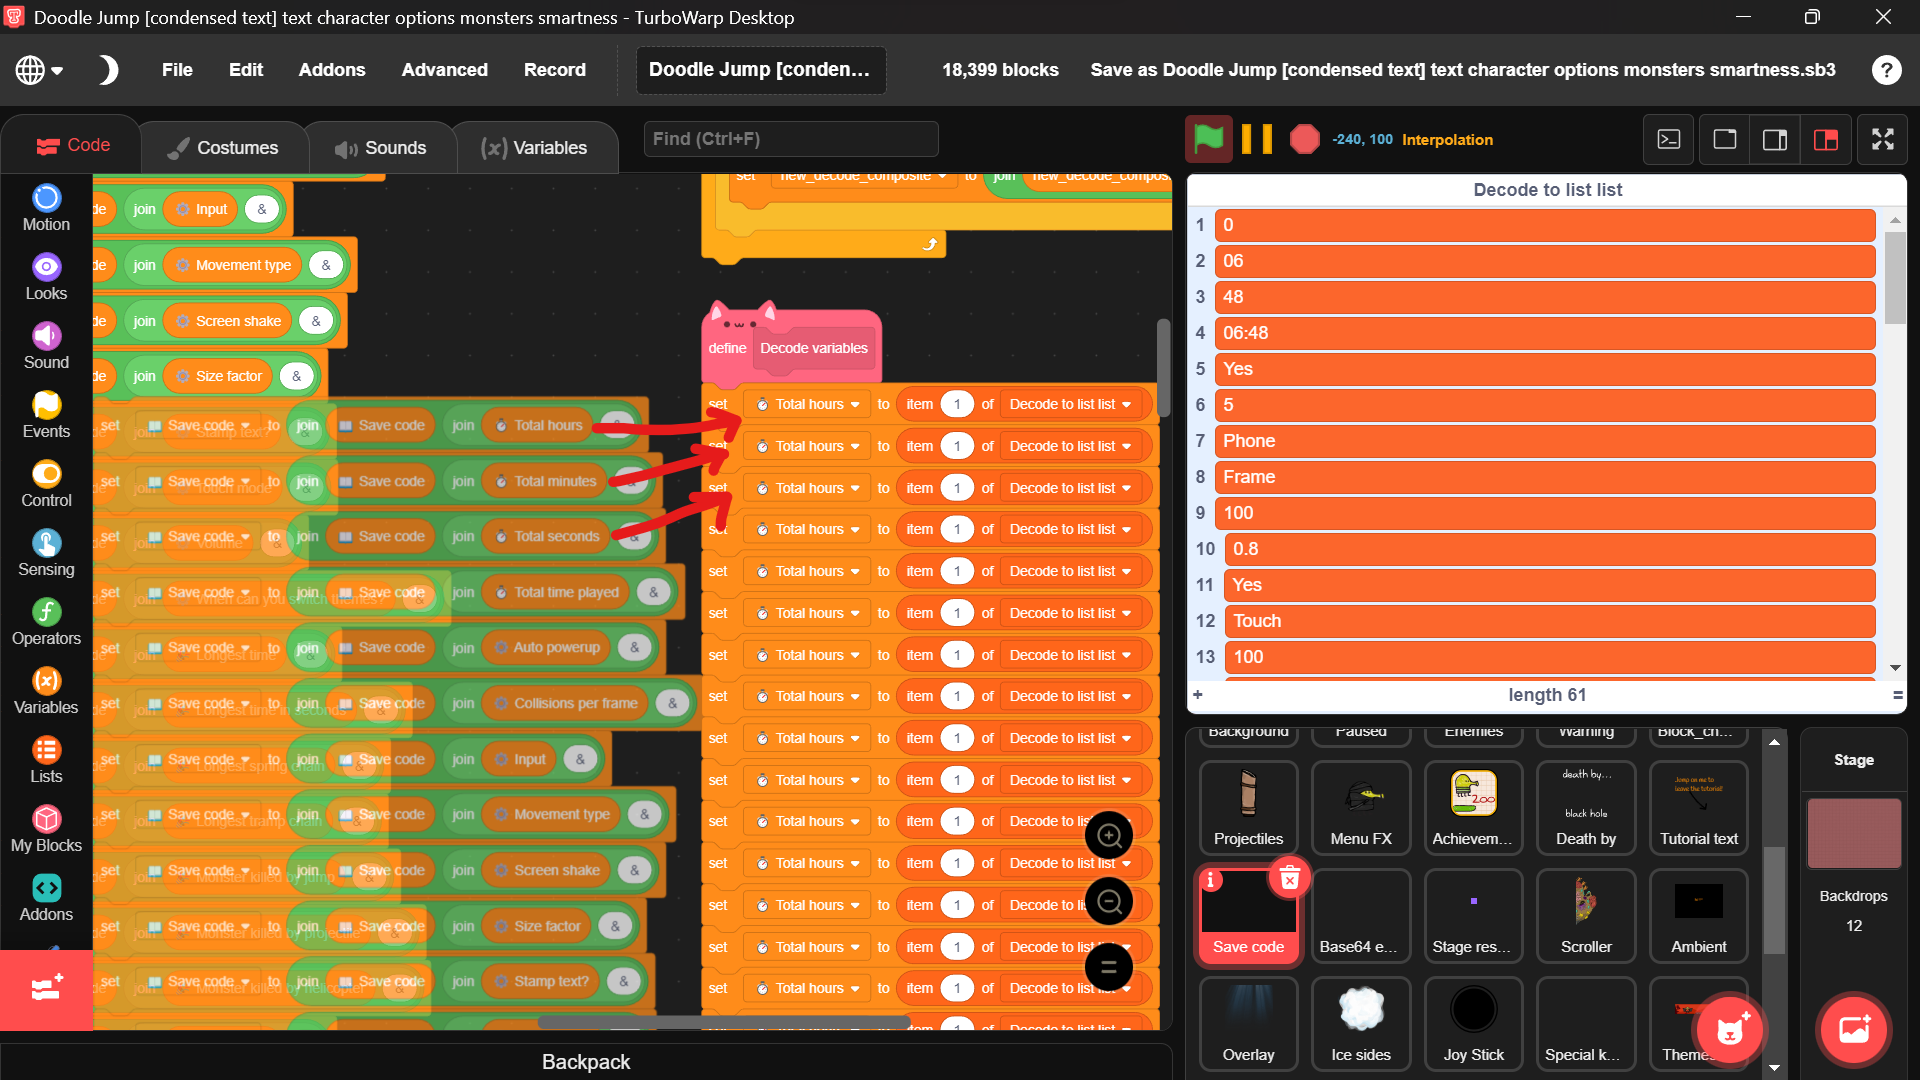 Doodle Jump [condensed text] text character options monsters smartness - TurboWarp Desktop
File Edit Addons Advanced Record Doodle Jump [conden... 18,399 blocks Save as Doodle Jump [condensed text] text character options monsters smartness.sb3 ?
Code Costumes Sounds (x) Variables Find (Ctrl+F) -240, 100 Interpolation
Motion
Looks
Sound
Events
Control
Sensing
Operators
Variables
Lists
My Blocks
Addons
join Input &
join Movement type &
join Screen shake &
join Size factor &
set Save code to join Save code join Total hours
set Save code to join Save code join Total minutes
set Save code to join Save code join Total seconds
set Save code to join Save code join Total time played &
set Save code to join Save code join Auto powerup &
set Save code to join Save code join Collisions per frame &
set Save code to join Save code join Input &
set Save code to join Save code join Movement type &
set Save code to join Save code join Screen shake &
set Save code to join Save code join Size factor &
set Save code to join Save code join Stamp text? &
set new_decode_composite to join new_decode_compos
define Decode variables
set Total hours to item 1 of Decode to list list
set Total hours to item 1 of Decode to list list
set Total hours to item 1 of Decode to list list
set Total hours to item 1 of Decode to list list
set Total hours to item 1 of Decode to list list
set Total hours to item 1 of Decode to list list
set Total hours to item 1 of Decode to list list
set Total hours to item 1 of Decode to list list
set Total hours to item 1 of Decode to list list
set Total hours to item 1 of Decode to list list
set Total hours to item 1 of Decode to li
set Total hours to item 1 of Decode to list list
set Total hours to item 1 of Decode to li
set Total hours to item 1 of Decode to list list
set Total hours to item 1 of Decode to list list
Backpack
Decode to list list
1 0
2 06
3 48
4 06:48
5 Yes
6 5
7 Phone
8 Frame
9 100
10 0.8
11 Yes
12 Touch
13 100
+ length 61 =
Background Paused Enemies Warning Block_ch...
death by...
black hole
Jump on me to
leave the tutorial!
200
Projectiles Menu FX Achievem... Death by Tutorial text
Save code Base64 e... Stage res... Scroller Ambient
Overlay Ice sides Joy Stick Special k... Theme
Stage
Backdrops
12